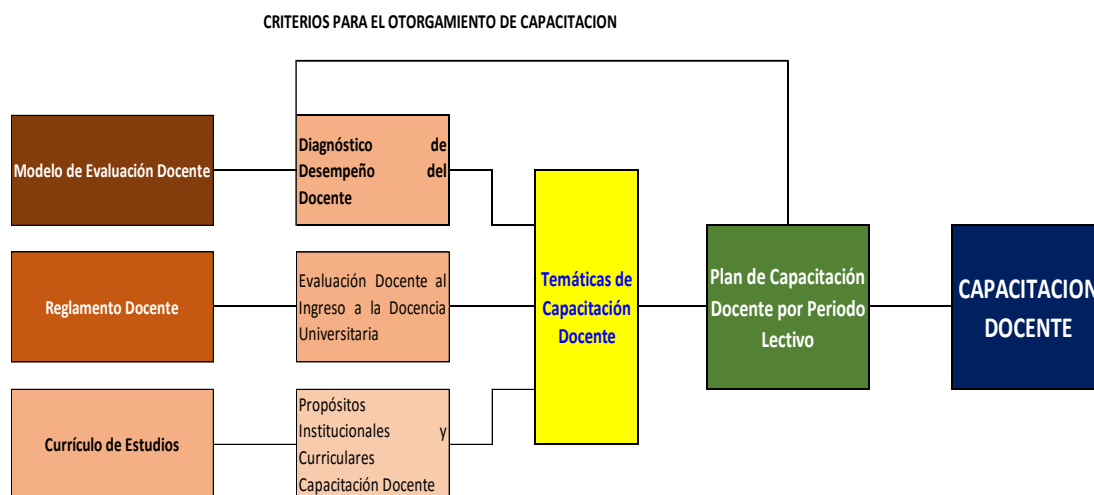 CRITERIOS PARA EL OTORGAMIENTO DE CAPACITACION
Modelo de Evaluación Docente
Diagnóstico de
Desempeño del
Docente
Reglamento Docente
Evaluación Docente al
Ingreso a la Docencia
Universitaria
Currículo de Estudios
Propósitos
Institucionales y
Curriculares
Capacitación Docente
Temáticas de
Capacitación
Docente
Plan de Capacitación
Docente por Periodo
Lectivo
CAPACITACION
DOCENTE